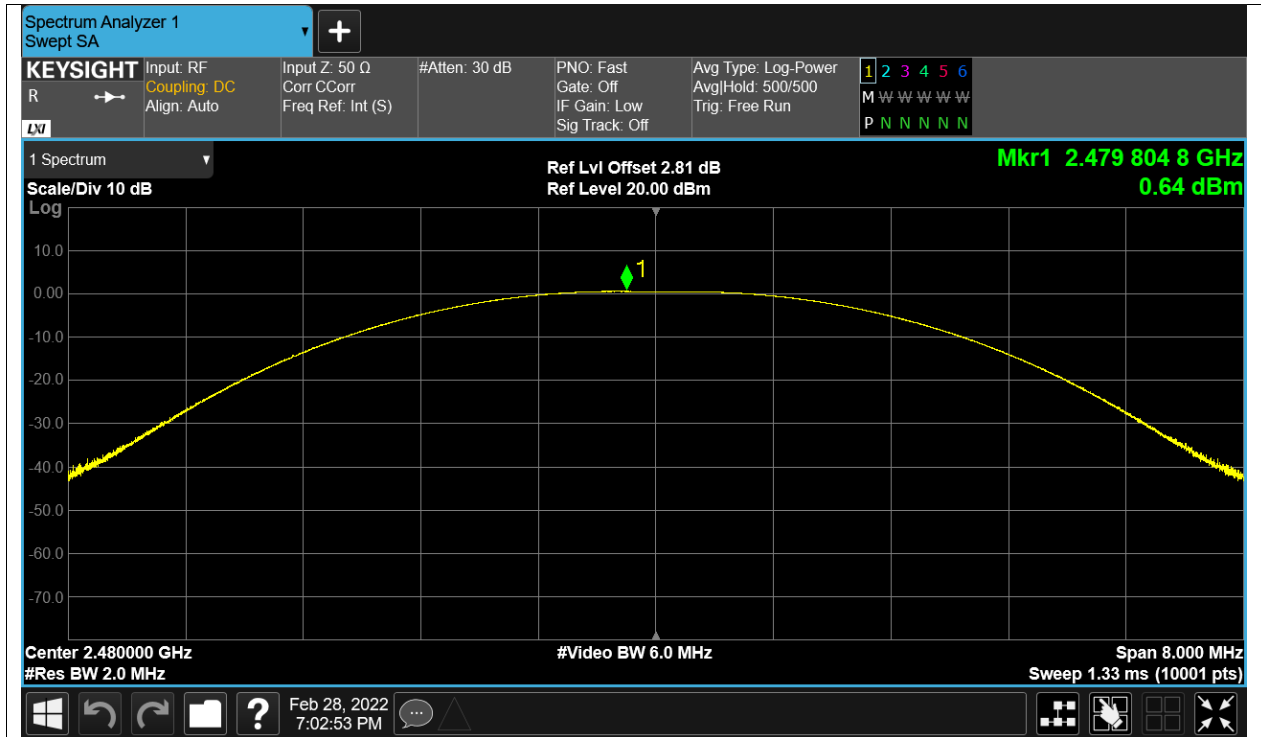 Spectrum Analyzer 1
Swept SA
+
KEYSIGHT
R
LXI
Input: RF
Coupling: DC
Align: Auto
Input Z: 50 Ω
Corr CCorr
Freq Ref: Int (S)
#Atten: 30 dB
PNO: Fast
Gate: Off
IF Gain: Low
Sig Track: Off
Avg Type: Log-Power
Avg|Hold: 500/500
Trig: Free Run
1 2 3 4 5 6
M W W W W W
P N N N N N
1 Spectrum
Scale/Div 10 dB
Log
Ref Lvl Offset 2.81 dB
Ref Level 20.00 dBm
Mkr1 2.479 804 8 GHz
0.64 dBm
10.0
1
0.00
-10.0
-20.0
-30.0
-40.0
-50.0
-60.0
-70.0
Center 2.480000 GHz
#Res BW 2.0 MHz
#Video BW 6.0 MHz
Span 8.000 MHz
Sweep 1.33 ms (10001 pts)
?
Feb 28, 2022
7:02:53 PM